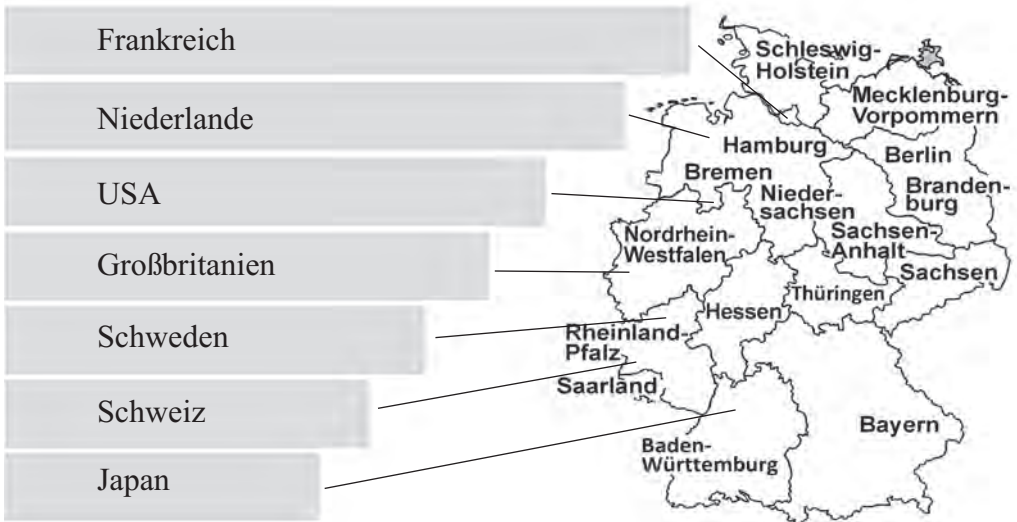 Frankreich
Niederlande
USA
Großbritanien
Schweden
Schweiz
Japan
Schleswig-
Holstein
Mecklenburg-
Vorpommern
Hamburg
Berlin
Bremen
Branden-
burg
Nieder-
sachsen
Sachsen-
Anhalt
Nordrhein-
Westfalen
Sachsen
Thüringen
Hessen
Rheinland-
Pfalz
Saarland
Bayern
Baden-
Württemburg